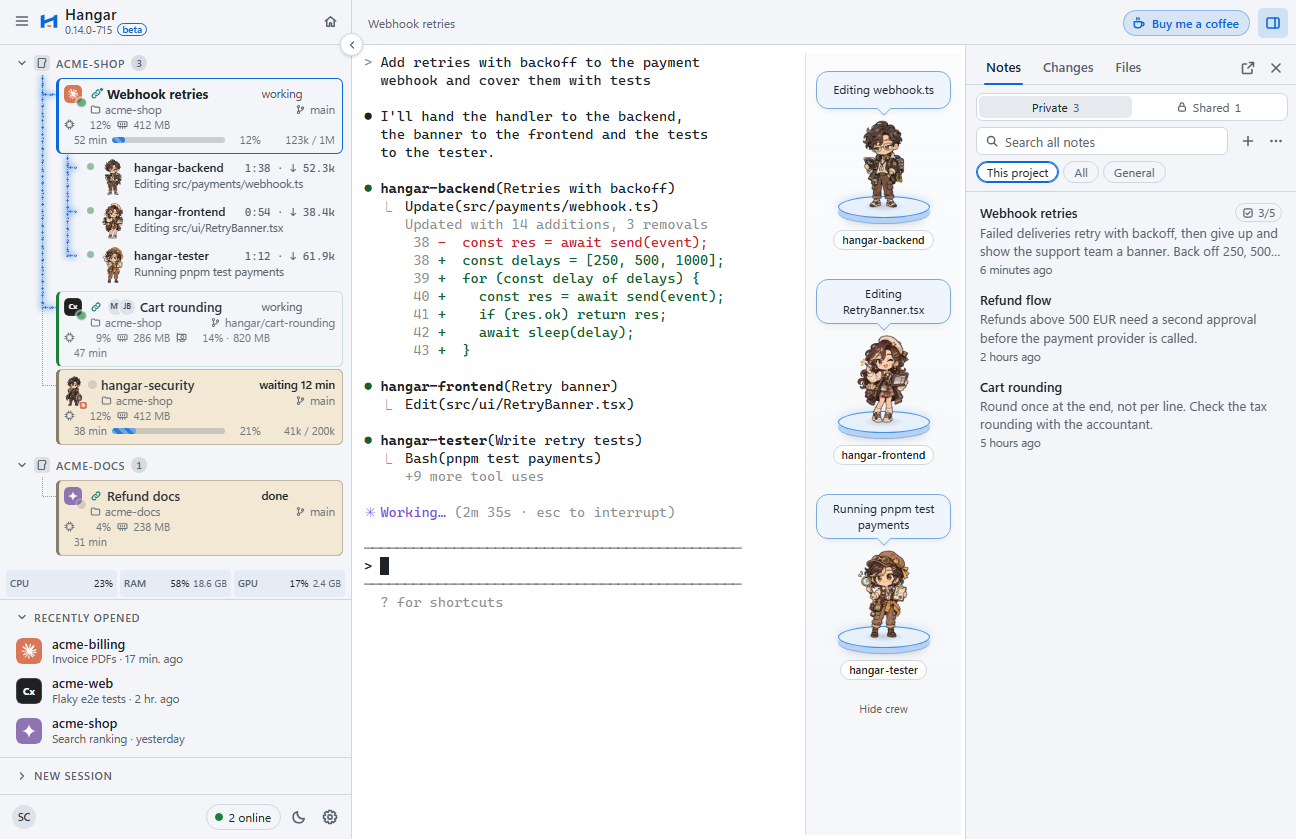 Hangar
0.14.0-715 beta
ACME-SHOP 3
Webhook retries working
acme-shop main
12% 412 MB
52 min 12% 123k / 1M
hangar-backend 1:38 · ↓ 52.3k
Editing src/payments/webhook.ts
hangar-frontend 0:54 · ↓ 38.4k
Editing src/ui/RetryBanner.tsx
hangar-tester 1:12 · ↓ 61.9k
Running pnpm test payments
Cx M JB Cart rounding working
acme-shop hangar/cart-rounding
9% 286 MB 14% · 820 MB
47 min
hangar-security waiting 12 min
acme-shop main
12% 412 MB
38 min 21% 41k / 200k
ACME-DOCS 1
Refund docs done
acme-docs main
4% 238 MB
31 min
CPU 23% RAM 58% 18.6 GB GPU 17% 2.4 GB
RECENTLY OPENED
acme-billing
Invoice PDFs · 17 min. ago
Cx acme-web
Flaky e2e tests · 2 hr. ago
acme-shop
Search ranking · yesterday
NEW SESSION
SC 2 online
Webhook retries
Buy me a coffee
> Add retries with backoff to the payment
webhook and cover them with tests
● I'll hand the handler to the backend,
the banner to the frontend and the tests
to the tester.
● hangar-backend(Retries with backoff)
Update(src/payments/webhook.ts)
Updated with 14 additions, 3 removals
38 - const res = await send(event);
38 + const delays = [250, 500, 1000];
39 + for (const delay of delays) {
40 + const res = await send(event);
41 + if (res.ok) return res;
42 + await sleep(delay);
43 + }
● hangar-frontend(Retry banner)
Edit(src/ui/RetryBanner.tsx)
● hangar-tester(Write retry tests)
Bash(pnpm test payments)
+9 more tool uses
✳ Working… (2m 35s · esc to interrupt)
>
? for shortcuts
Editing webhook.ts
hangar-backend
Editing
RetryBanner.tsx
hangar-frontend
Running pnpm test
payments
hangar-tester
Hide crew
Notes Changes Files
Private 3 Shared 1
Search all notes
This project All General
Webhook retries 3/5
Failed deliveries retry with backoff, then give up and
show the support team a banner. Back off 250, 500...
6 minutes ago
Refund flow
Refunds above 500 EUR need a second approval
before the payment provider is called.
2 hours ago
Cart rounding
Round once at the end, not per line. Check the tax
rounding with the accountant.
5 hours ago